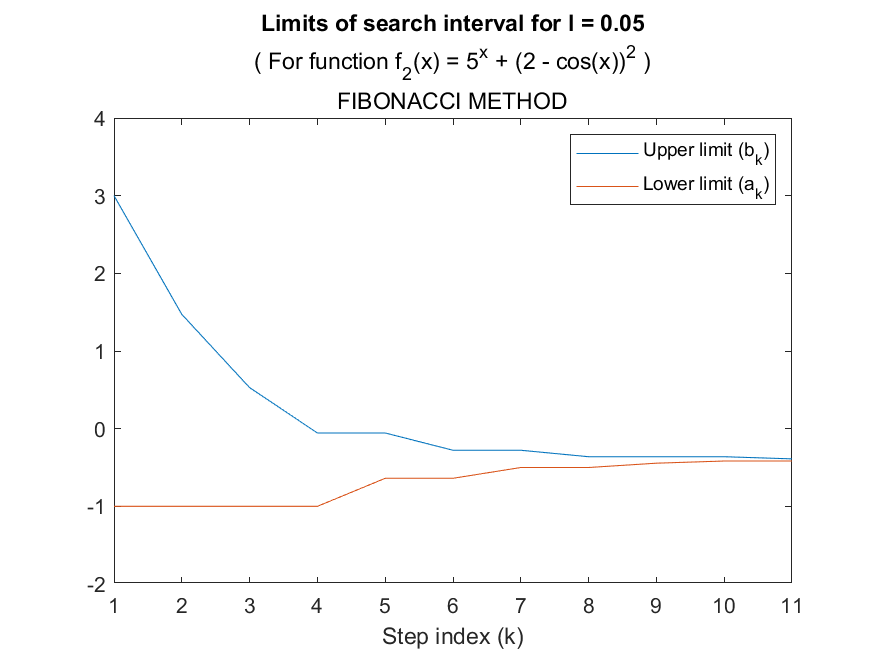 Limits of search interval for l = 0.05
( For function f₂(x) = 5ˣ + (2 - cos(x))² )
FIBONACCI METHOD
4
3
2
1
0
-1
-2
Upper limit (bₖ)
Lower limit (aₖ)
1 2 3 4 5 6 7 8 9 10 11
Step index (k)